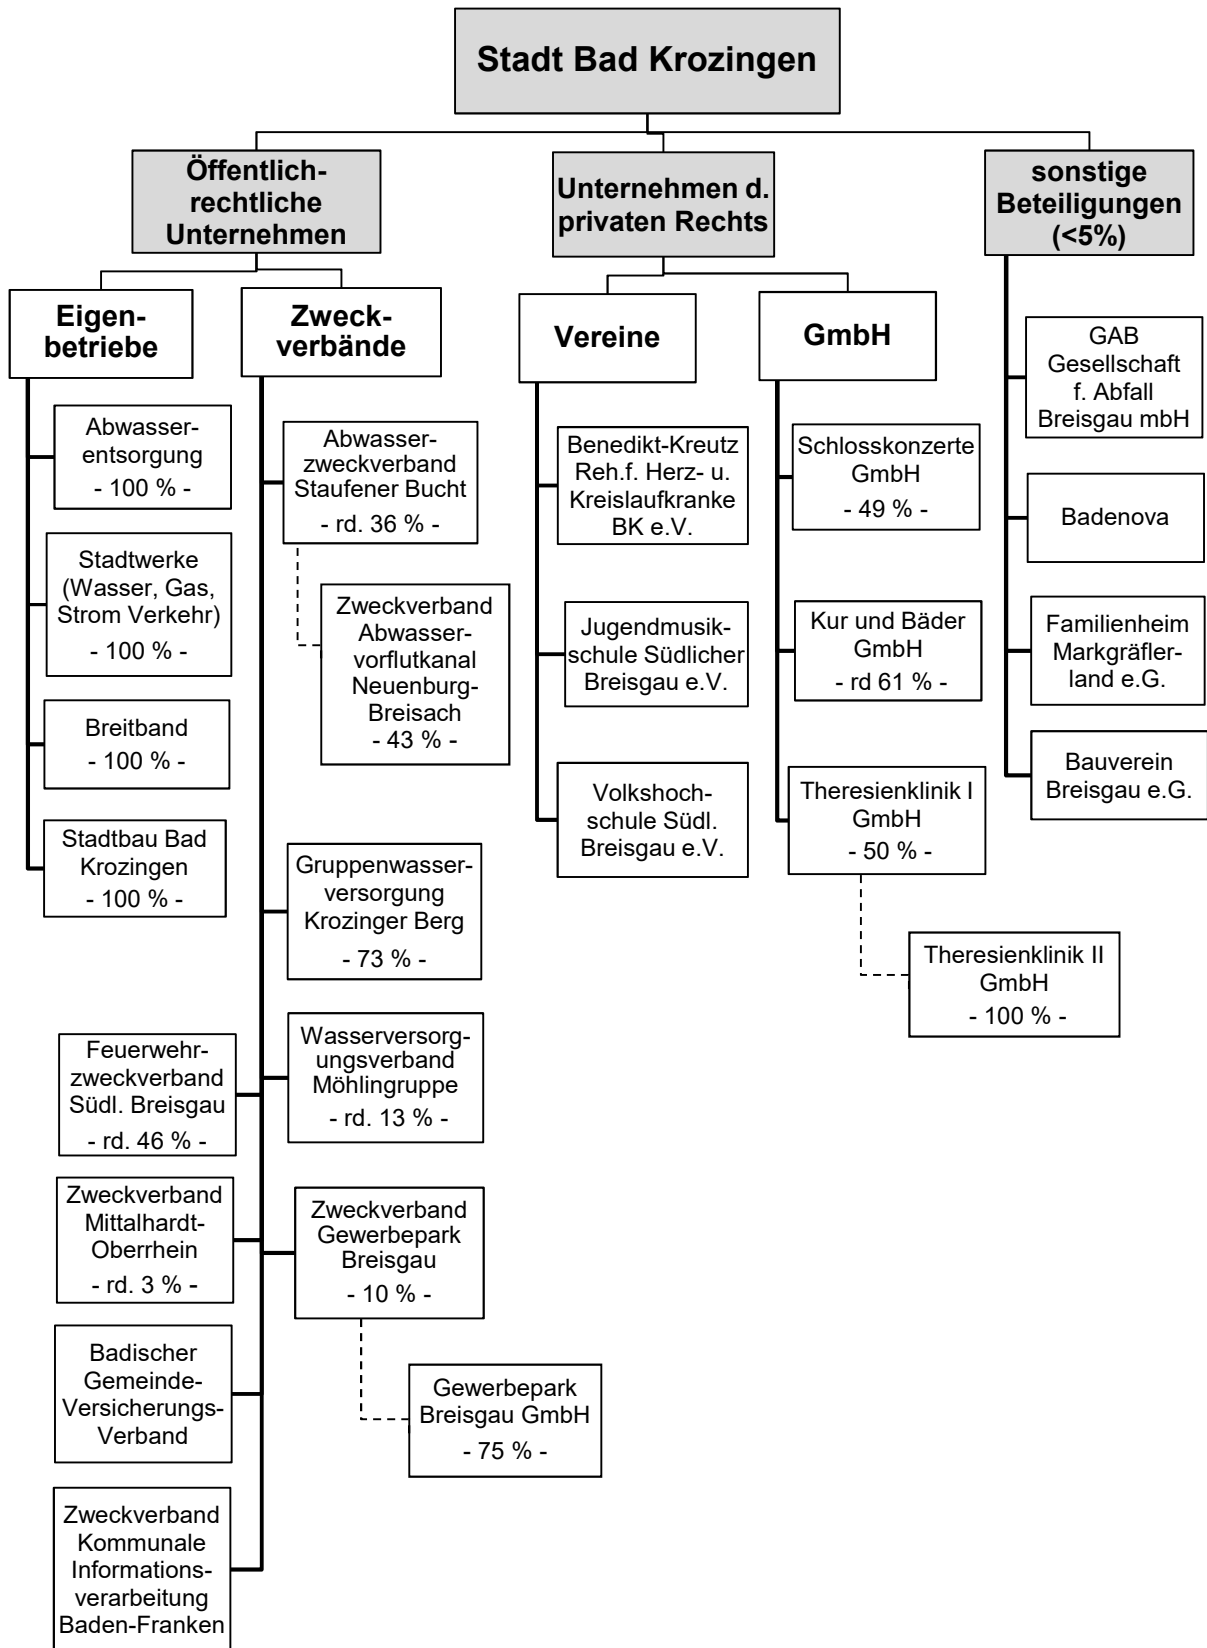 Stadt Bad Krozingen
Öffentlich-
rechtliche
Unternehmen
Unternehmen d.
privaten Rechts
sonstige
Beteiligungen
(<5%)
Eigen-
betriebe
Zweck-
verbände
Vereine
GmbH
Abwasser-
entsorgung
- 100 % -
Stadtwerke
(Wasser, Gas,
Strom Verkehr)
- 100 % -
Breitband
- 100 % -
Stadtbau Bad
Krozingen
- 100 % -
Abwasser-
zweckverband
Staufener Bucht
- rd. 36 % -
Zweckverband
Abwasser-
vorflutkanal
Neuenburg-
Breisach
- 43 % -
Gruppenwasser-
versorgung
Krozinger Berg
- 73 % -
Wasserversorg-
ungsverband
Möhlingruppe
- rd. 13 % -
Zweckverband
Gewerbepark
Breisgau
- 10 % -
Gewerbepark
Breisgau GmbH
- 75 % -
Feuerwehr-
zweckverband
Südl. Breisgau
- rd. 46 % -
Zweckverband
Mittalhardt-
Oberrhein
- rd. 3 % -
Badischer
Gemeinde-
Versicherungs-
Verband
Zweckverband
Kommunale
Informations-
verarbeitung
Baden-Franken
Benedikt-Kreutz
Reh.f. Herz- u.
Kreislaufkranke
BK e.V.
Jugendmusik-
schule Südlicher
Breisgau e.V.
Volkshoch-
schule Südl.
Breisgau e.V.
Schlosskonzerte
GmbH
- 49 % -
Kur und Bäder
GmbH
- rd 61 % -
Theresienklinik I
GmbH
- 50 % -
Theresienklinik II
GmbH
- 100 % -
GAB
Gesellschaft
f. Abfall
Breisgau mbH
Badenova
Familienheim
Markgräfler-
land e.G.
Bauverein
Breisgau e.G.